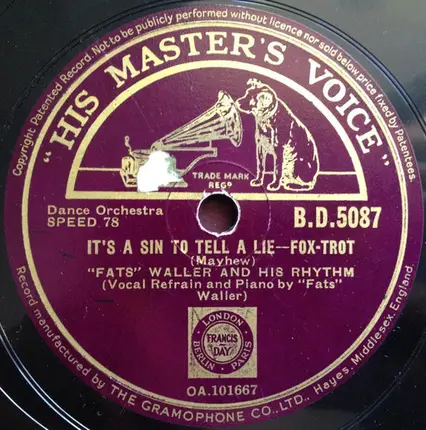 Copyright Patented Record. Not to be publicly performed without licence nor sold below price fixed by Patentees.
"HIS MASTER'S VOICE"
TRADE MARK
REGD
Dance Orchestra
SPEED 78
B.D.5087
IT'S A SIN TO TELL A LIE—FOX-TROT
(Mayhew)
"FATS" WALLER AND HIS RHYTHM
(Vocal Refrain and Piano by "Fats"
Waller)
LONDON
FRANCIS
DAY
BERLIN · PARIS
OA.101667
Record manufactured by THE GRAMOPHONE CO., LTD., Hayes, Middlesex, England.